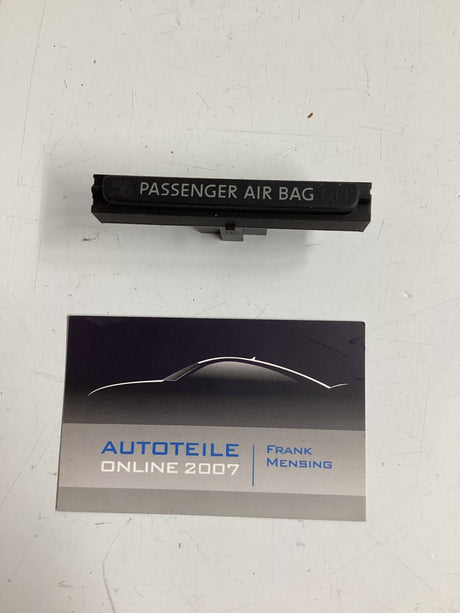 PASSENGER AIR BAG
AUTOTEILE
ONLINE 2007
FRANK
MENSING